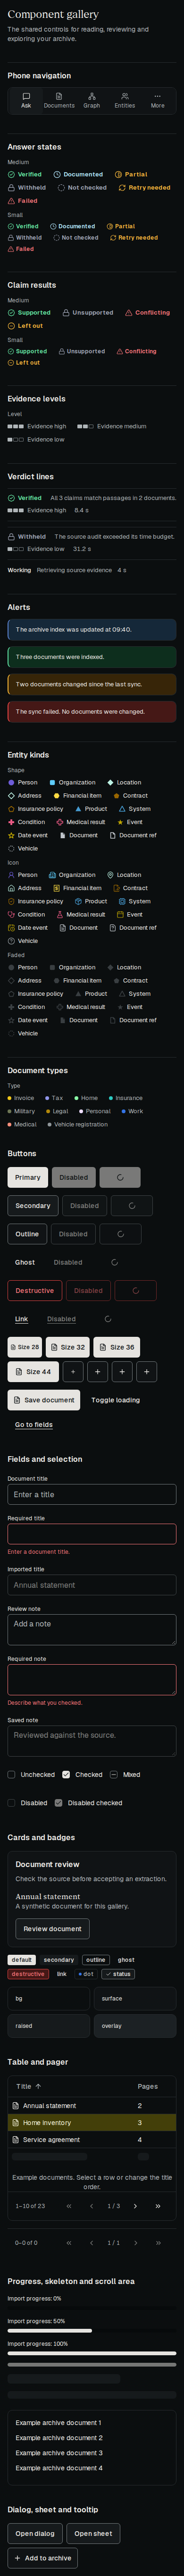 Component gallery
The shared controls for reading, reviewing and
exploring your archive.
Phone navigation
Ask Documents Graph Entities More
Answer states
Medium
Verified Documented Partial
Withheld Not checked Retry needed
Failed
Small
Verified Documented Partial
Withheld Not checked Retry needed
Failed
Claim results
Medium
Supported Unsupported Conflicting
Left out
Small
Supported Unsupported Conflicting
Left out
Evidence levels
Level
Evidence high Evidence medium
Evidence low
Verdict lines
Verified All 3 claims match passages in 2 documents.
Evidence high 8.4 s
Withheld The source audit exceeded its time budget.
Evidence low 31.2 s
Working Retrieving source evidence 4 s
Alerts
The archive index was updated at 09:40.
Three documents were indexed.
Two documents changed since the last sync.
The sync failed. No documents were changed.
Entity kinds
Shape
Person Organization Location
Address Financial item Contract
Insurance policy Product System
Condition Medical result Event
Date event Document Document ref
Vehicle
Icon
Person Organization Location
Address Financial item Contract
Insurance policy Product System
Condition Medical result Event
Date event Document Document ref
Vehicle
Faded
Person Organization Location
Address Financial item Contract
Insurance policy Product System
Condition Medical result Event
Date event Document Document ref
Vehicle
Document types
Type
Invoice Tax Home Insurance
Military Legal Personal Work
Medical Vehicle registration
Buttons
Primary Disabled
Secondary Disabled
Outline Disabled
Ghost Disabled
Destructive Disabled
Link Disabled
Size 28 Size 32 Size 36
Size 44
Save document Toggle loading
Go to fields
Fields and selection
Document title
Enter a title
Required title
Enter a document title.
Imported title
Annual statement
Review note
Add a note
Required note
Describe what you checked.
Saved note
Reviewed against the source.
Unchecked Checked Mixed
Disabled Disabled checked
Cards and badges
Document review
Check the source before accepting an extraction.
Annual statement
A synthetic document for this gallery.
Review document
default secondary outline ghost
destructive link dot status
bg surface
raised overlay
Table and pager
Title Pages
Annual statement 2
Home inventory 3
Service agreement 4
Example documents. Select a row or change the title
order.
1–10 of 23 1 / 3
0–0 of 0 1 / 1
Progress, skeleton and scroll area
Import progress: 0%
Import progress: 50%
Import progress: 100%
Example archive document 1
Example archive document 2
Example archive document 3
Example archive document 4
Dialog, sheet and tooltip
Open dialog Open sheet
Add to archive